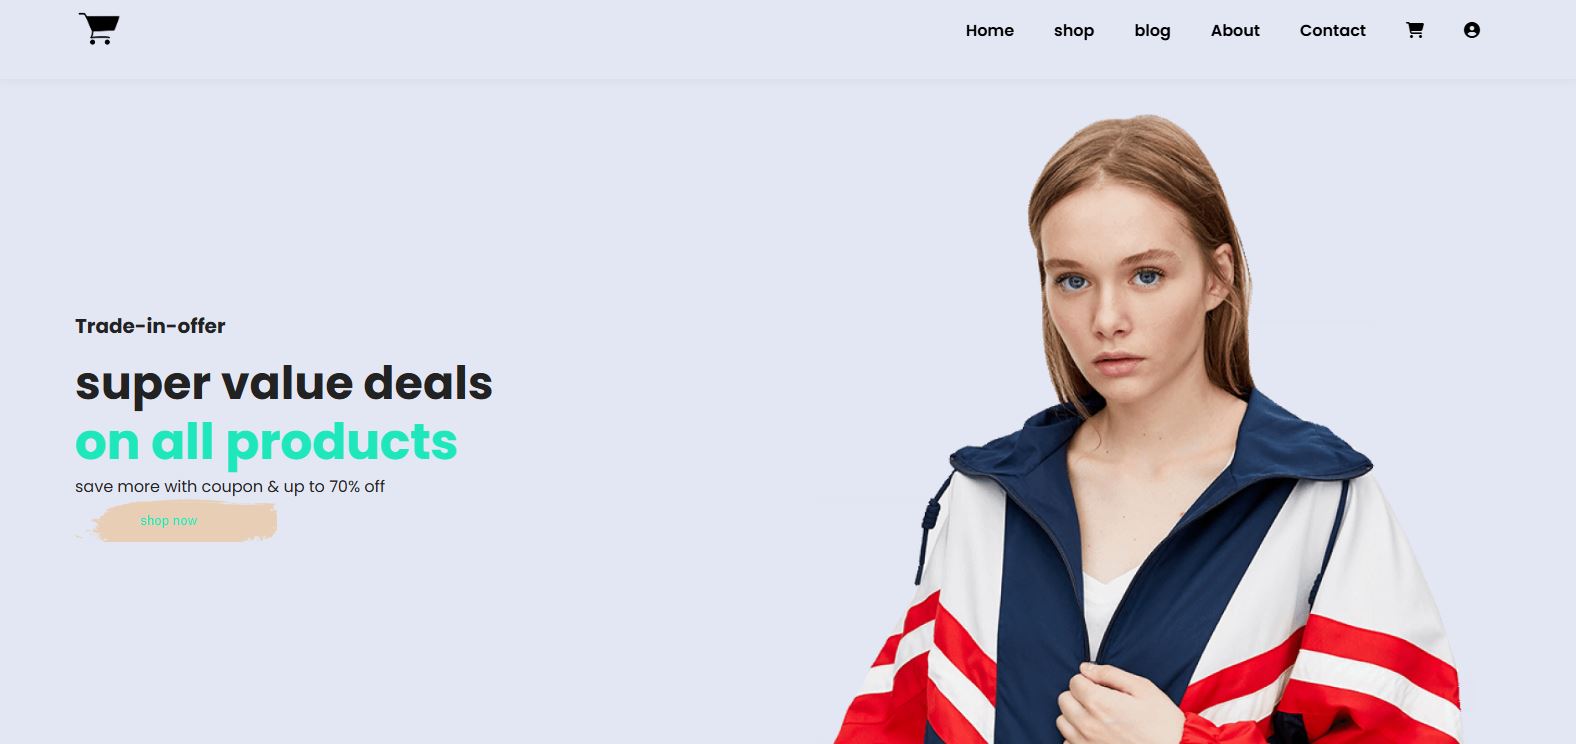 Home shop blog About Contact
Trade-in-offer
super value deals
on all products
save more with coupon & up to 70% off
shop now